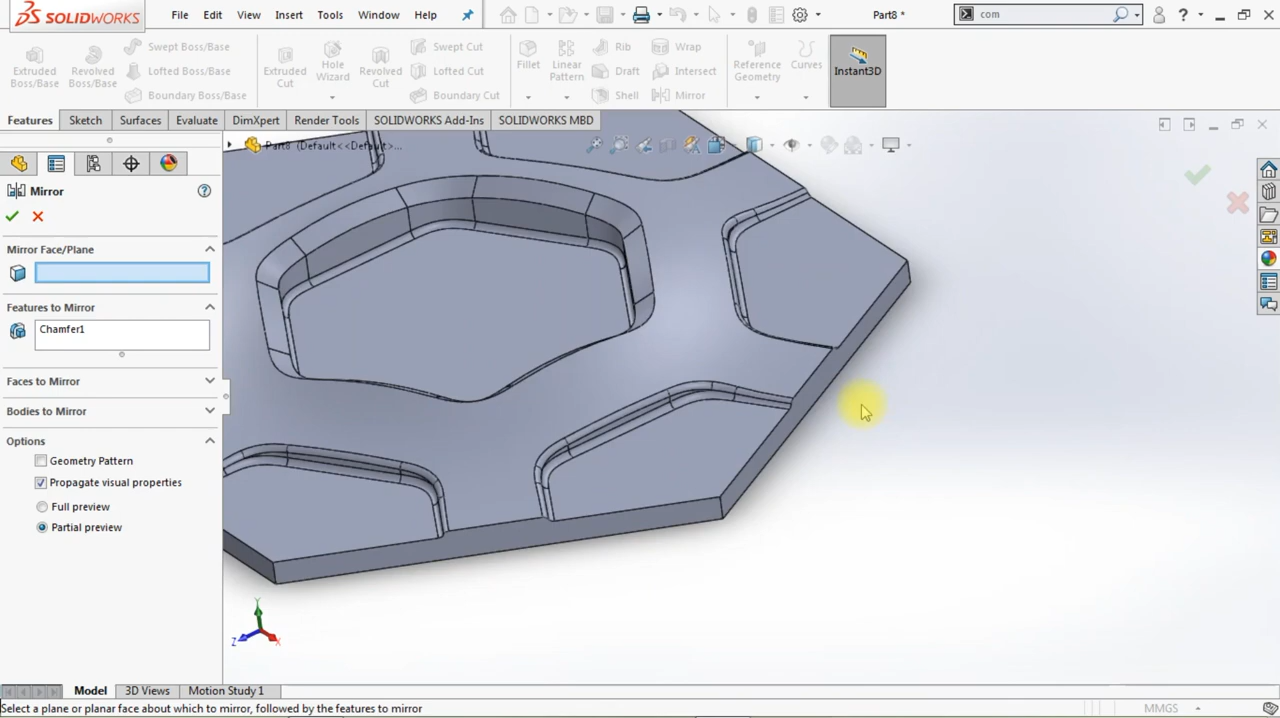 SOLIDWORKS
File Edit View Insert Tools Window Help
Part8 *
com
Extruded Boss/Base
Revolved Boss/Base
Swept Boss/Base
Lofted Boss/Base
Boundary Boss/Base
Extruded Cut
Hole Wizard
Revolved Cut
Swept Cut
Lofted Cut
Boundary Cut
Fillet
Linear Pattern
Rib
Draft
Shell
Wrap
Intersect
Mirror
Reference Geometry
Curves
Instant3D
Features Sketch Surfaces Evaluate DimXpert Render Tools SOLIDWORKS Add-Ins SOLIDWORKS MBD
Part8 (Default<<Default>...
Mirror
Mirror Face/Plane
Features to Mirror
Chamfer1
Faces to Mirror
Bodies to Mirror
Options
Geometry Pattern
Propagate visual properties
Full preview
Partial preview
Y
Z
X
Model 3D Views Motion Study 1
Select a plane or planar face about which to mirror, followed by the features to mirror
MMGS